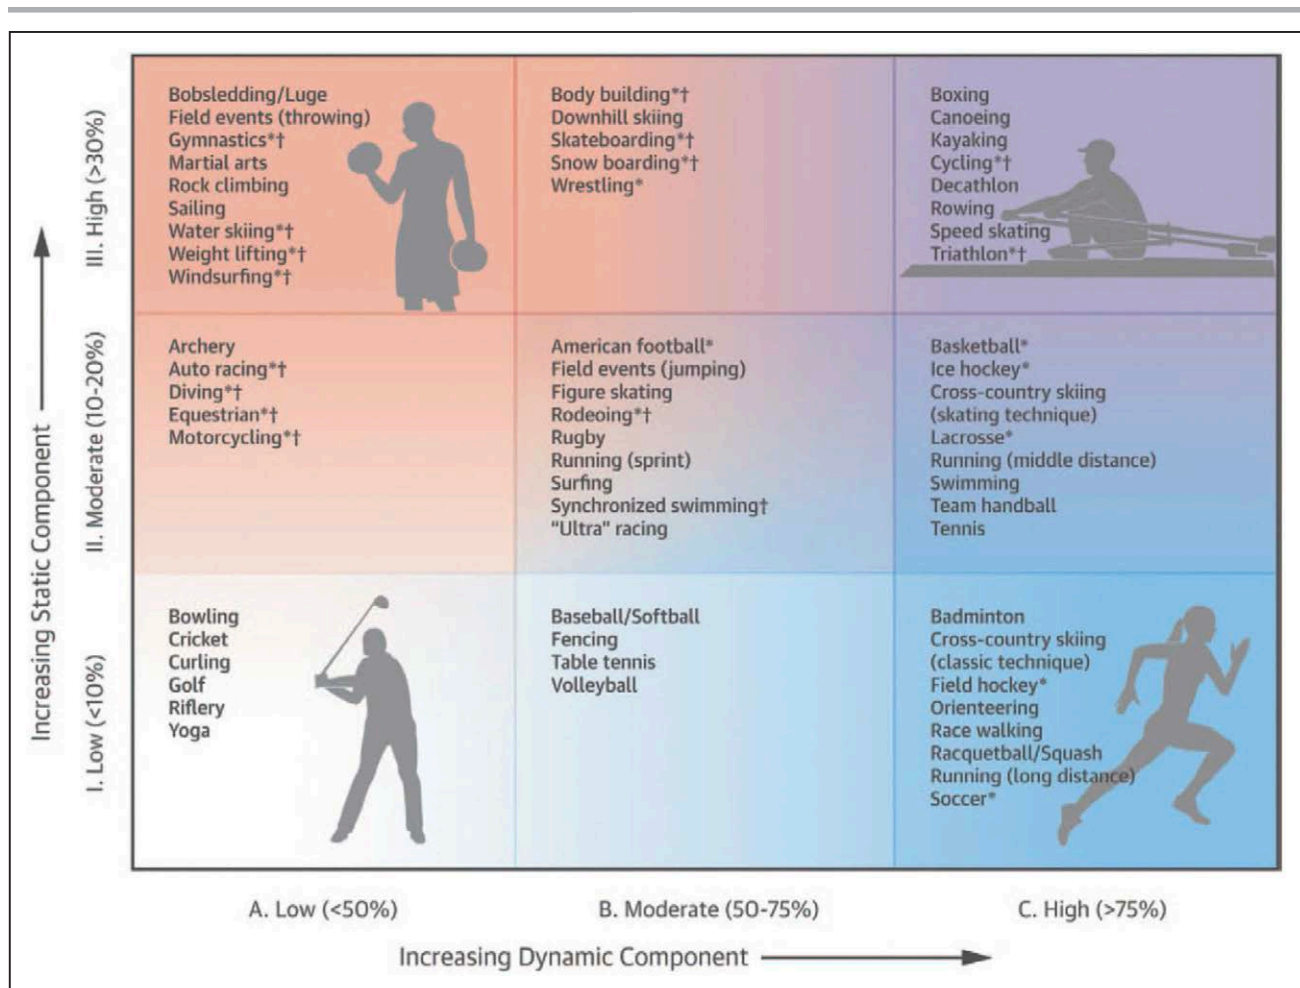 Increasing Static Component
III. High (>30%)
Bobsledding/Luge
Field events (throwing)
Gymnastics*†
Martial arts
Rock climbing
Sailing
Water skiing*†
Weight lifting*†
Windsurfing*†
Body building*†
Downhill skiing
Skateboarding*†
Snow boarding*†
Wrestling*
Boxing
Canoeing
Kayaking
Cycling*†
Decathlon
Rowing
Speed skating
Triathlon*†
II. Moderate (10-20%)
Archery
Auto racing*†
Diving*†
Equestrian*†
Motorcycling*†
American football*
Field events (jumping)
Figure skating
Rodeoing*†
Rugby
Running (sprint)
Surfing
Synchronized swimming†
“Ultra” racing
Basketball*
Ice hockey*
Cross-country skiing
(skating technique)
Lacrosse*
Running (middle distance)
Swimming
Team handball
Tennis
I. Low (<10%)
Bowling
Cricket
Curling
Golf
Riflery
Yoga
Baseball/Softball
Fencing
Table tennis
Volleyball
Badminton
Cross-country skiing
(classic technique)
Field hockey*
Orienteering
Race walking
Racquetball/Squash
Running (long distance)
Soccer*
A. Low (<50%)
B. Moderate (50-75%)
C. High (>75%)
Increasing Dynamic Component